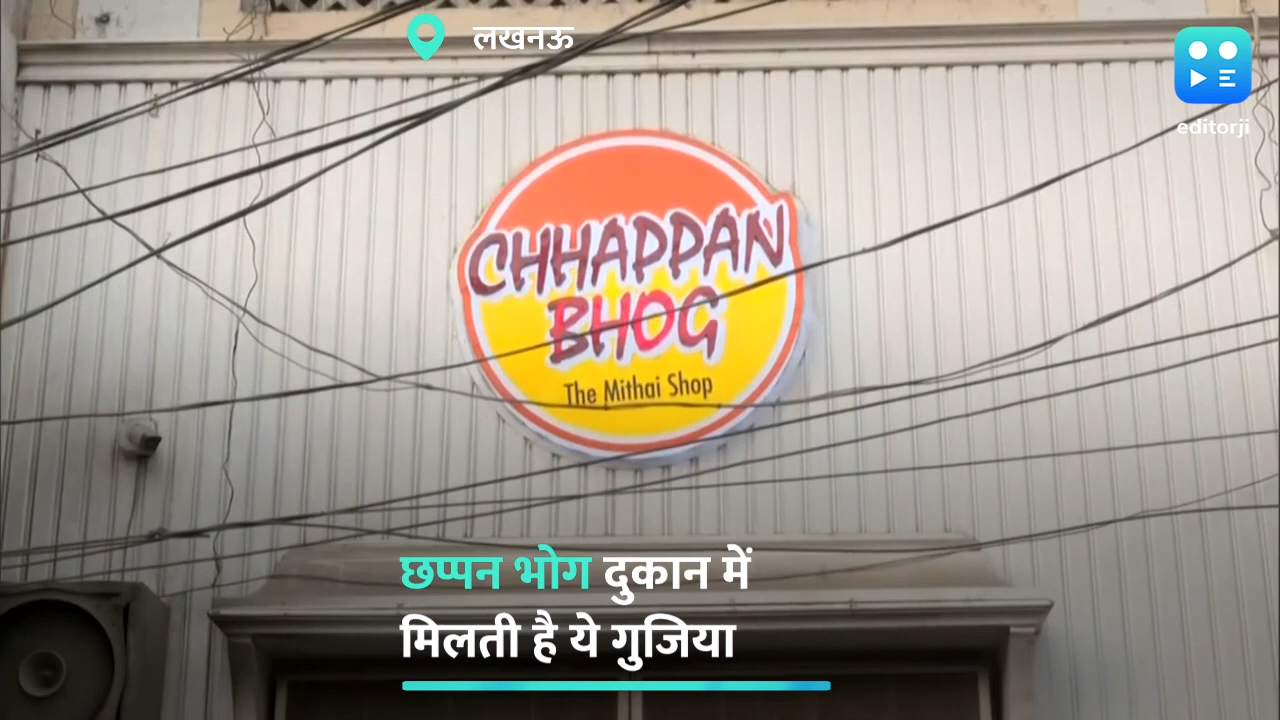 लखनऊ
editorji
CHHAPPAN
BHOG
The Mithai Shop
छप्पन भोग दुकान में
मिलती है ये गुजिया